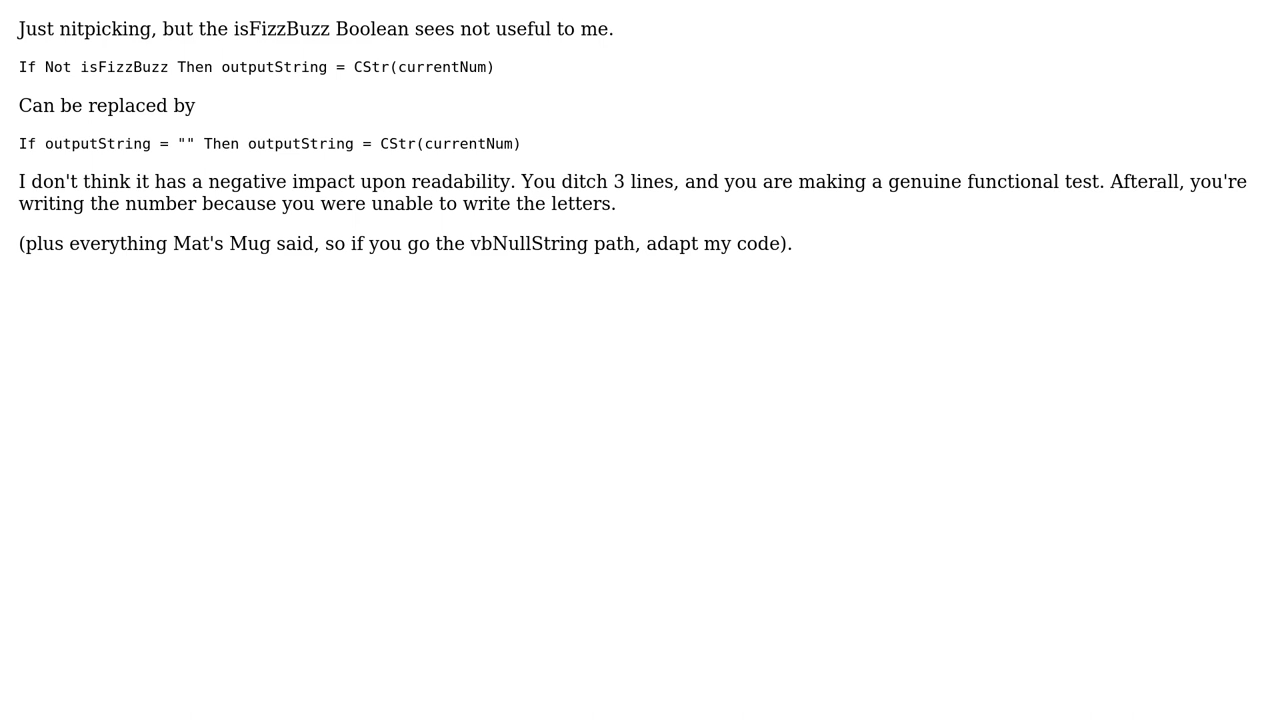 Just nitpicking, but the isFizzBuzz Boolean sees not useful to me.
If Not isFizzBuzz Then outputString = CStr(currentNum)
Can be replaced by
If outputString = "" Then outputString = CStr(currentNum)
I don't think it has a negative impact upon readability. You ditch 3 lines, and you are making a genuine functional test. Afterall, you're
writing the number because you were unable to write the letters.
(plus everything Mat's Mug said, so if you go the vbNullString path, adapt my code).